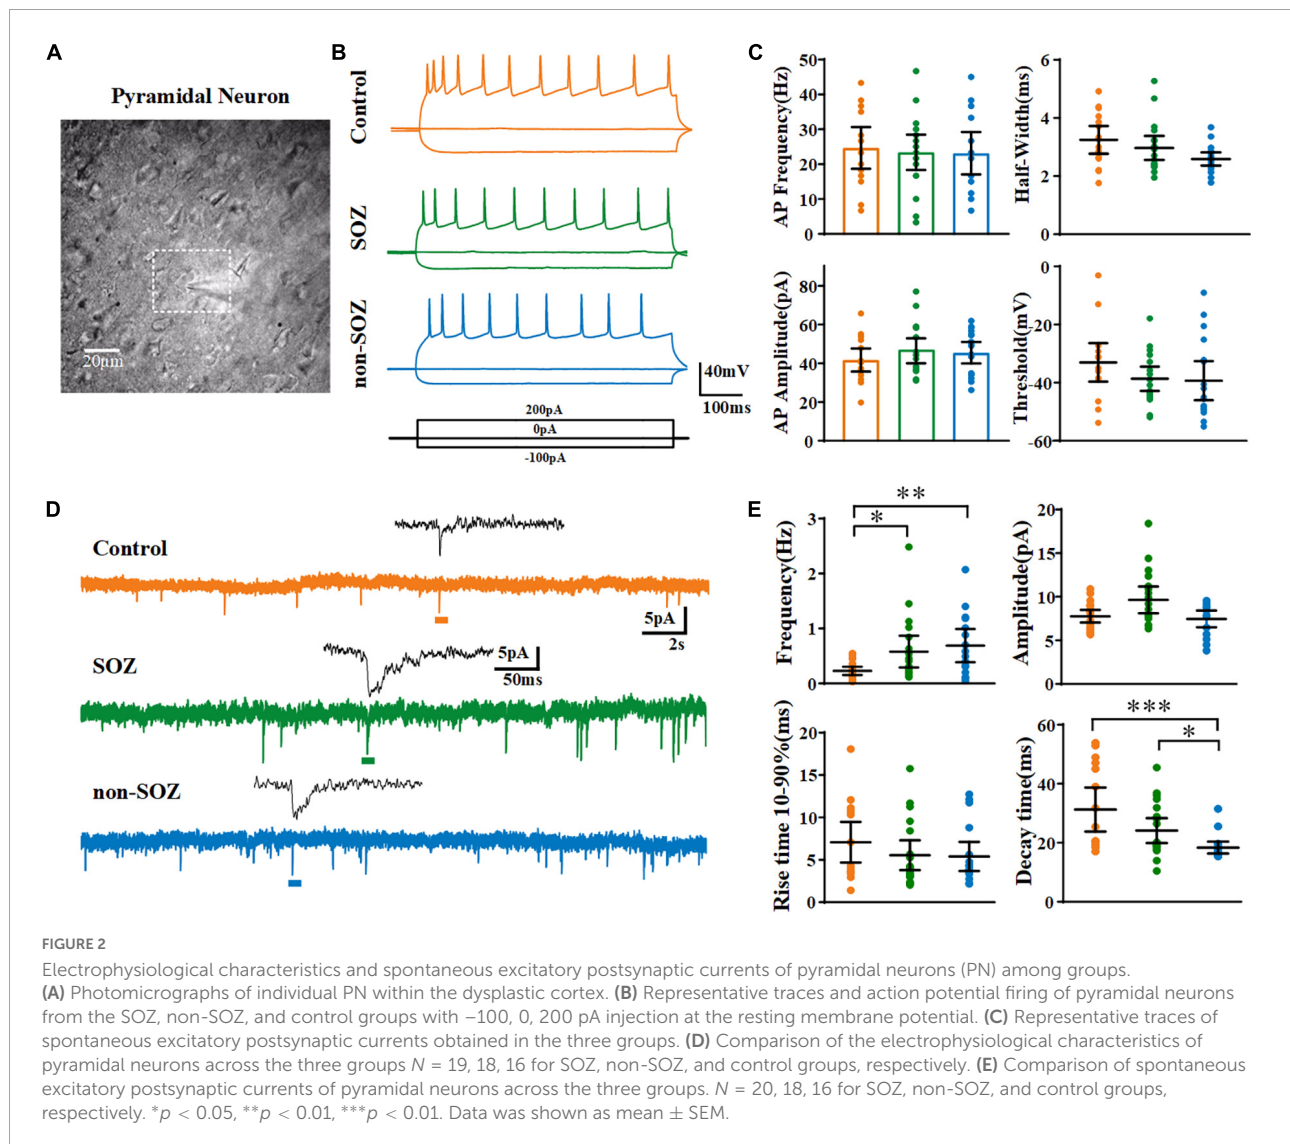 A
Pyramidal Neuron
20μm
B
Control
SOZ
non-SOZ
40mV
100ms
200pA
0pA
-100pA
C
AP Frequency(Hz)
50
40
30
20
10
0
Half-Width(ms)
6
4
2
0
AP Amplitude(pA)
80
60
40
20
0
Threshold(mV)
0
-20
-40
-60
D
Control
5pA
2s
SOZ
5pA
50ms
non-SOZ
E
Frequency(Hz)
3
2
1
0
*
**
Amplitude(pA)
20
15
10
5
0
Rise time 10-90%(ms)
20
15
10
5
0
Decay time(ms)
60
40
20
0
***
*
FIGURE 2
Electrophysiological characteristics and spontaneous excitatory postsynaptic currents of pyramidal neurons (PN) among groups.
(A) Photomicrographs of individual PN within the dysplastic cortex. (B) Representative traces and action potential firing of pyramidal neurons
from the SOZ, non-SOZ, and control groups with −100, 0, 200 pA injection at the resting membrane potential. (C) Representative traces of
spontaneous excitatory postsynaptic currents obtained in the three groups. (D) Comparison of the electrophysiological characteristics of
pyramidal neurons across the three groups N = 19, 18, 16 for SOZ, non-SOZ, and control groups, respectively. (E) Comparison of spontaneous
excitatory postsynaptic currents of pyramidal neurons across the three groups. N = 20, 18, 16 for SOZ, non-SOZ, and control groups,
respectively. *p < 0.05, **p < 0.01, ***p < 0.01. Data was shown as mean ± SEM.